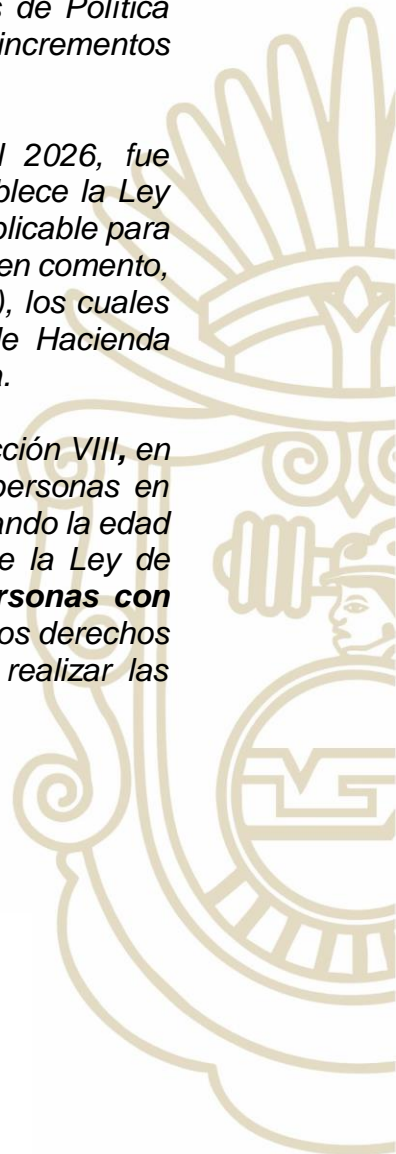 s de Política
incrementos
l 2026, fue
blece la Ley
plicable para
en comento,
), los cuales
de Hacienda
a.
cción VIII, en
personas en
ando la edad
e la Ley de
rsonas con
os derechos
realizar las